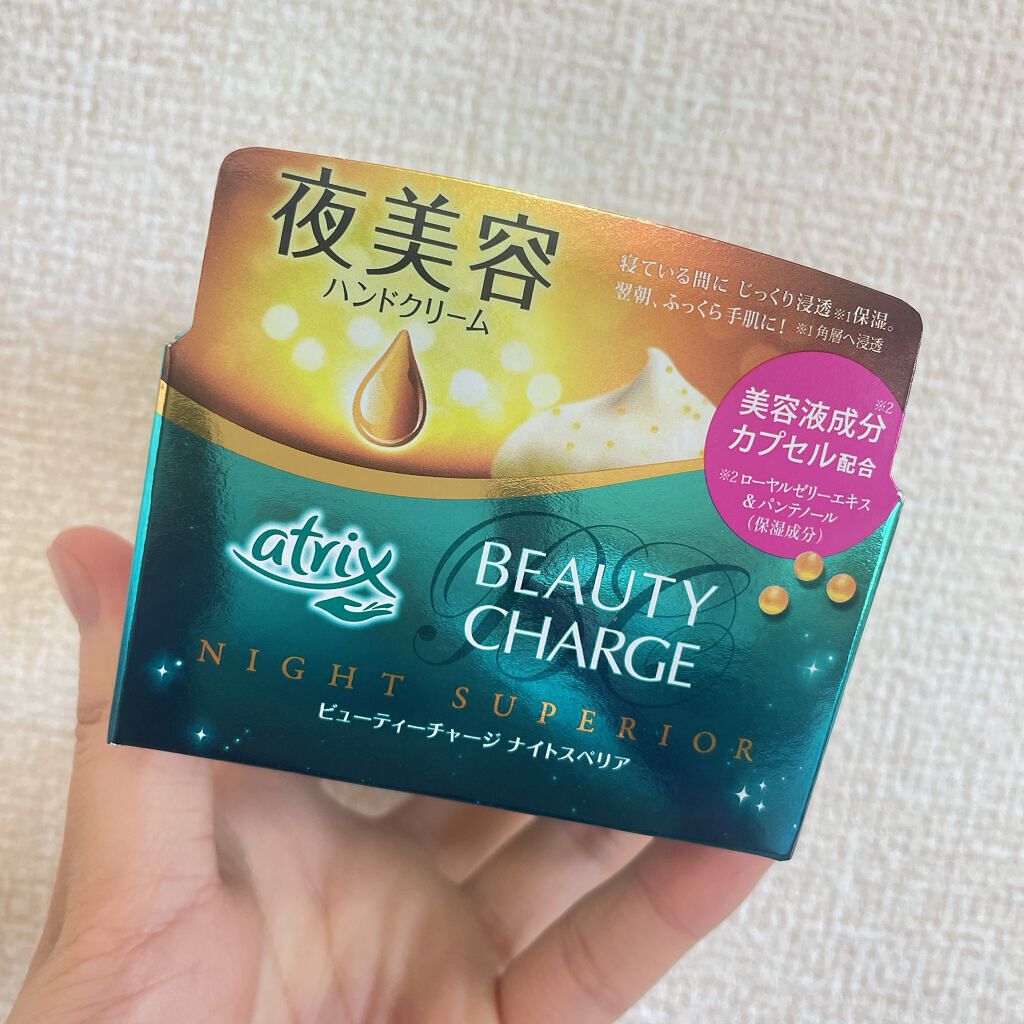 夜美容
ハンドクリーム
寝ている間に じっくり浸透※1保湿。
翌朝、ふっくら手肌に! ※1角層へ浸透
美容液成分※2
カプセル配合
※2ローヤルゼリーエキス
&パンテノール
(保湿成分)
atrix
BEAUTY
CHARGE
NIGHT SUPERIOR
ビューティーチャージ ナイトスペリア